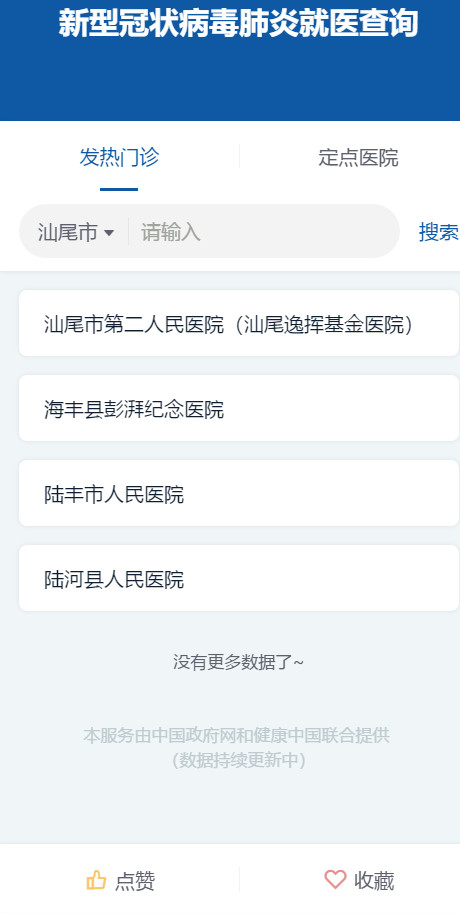 新型冠状病毒肺炎就医查询
发热门诊
定点医院
汕尾市
请输入
搜索
汕尾市第二人民医院（汕尾逸挥基金医院）
海丰县彭湃纪念医院
陆丰市人民医院
陆河县人民医院
没有更多数据了~
本服务由中国政府网和健康中国联合提供
（数据持续更新中）
点赞
收藏